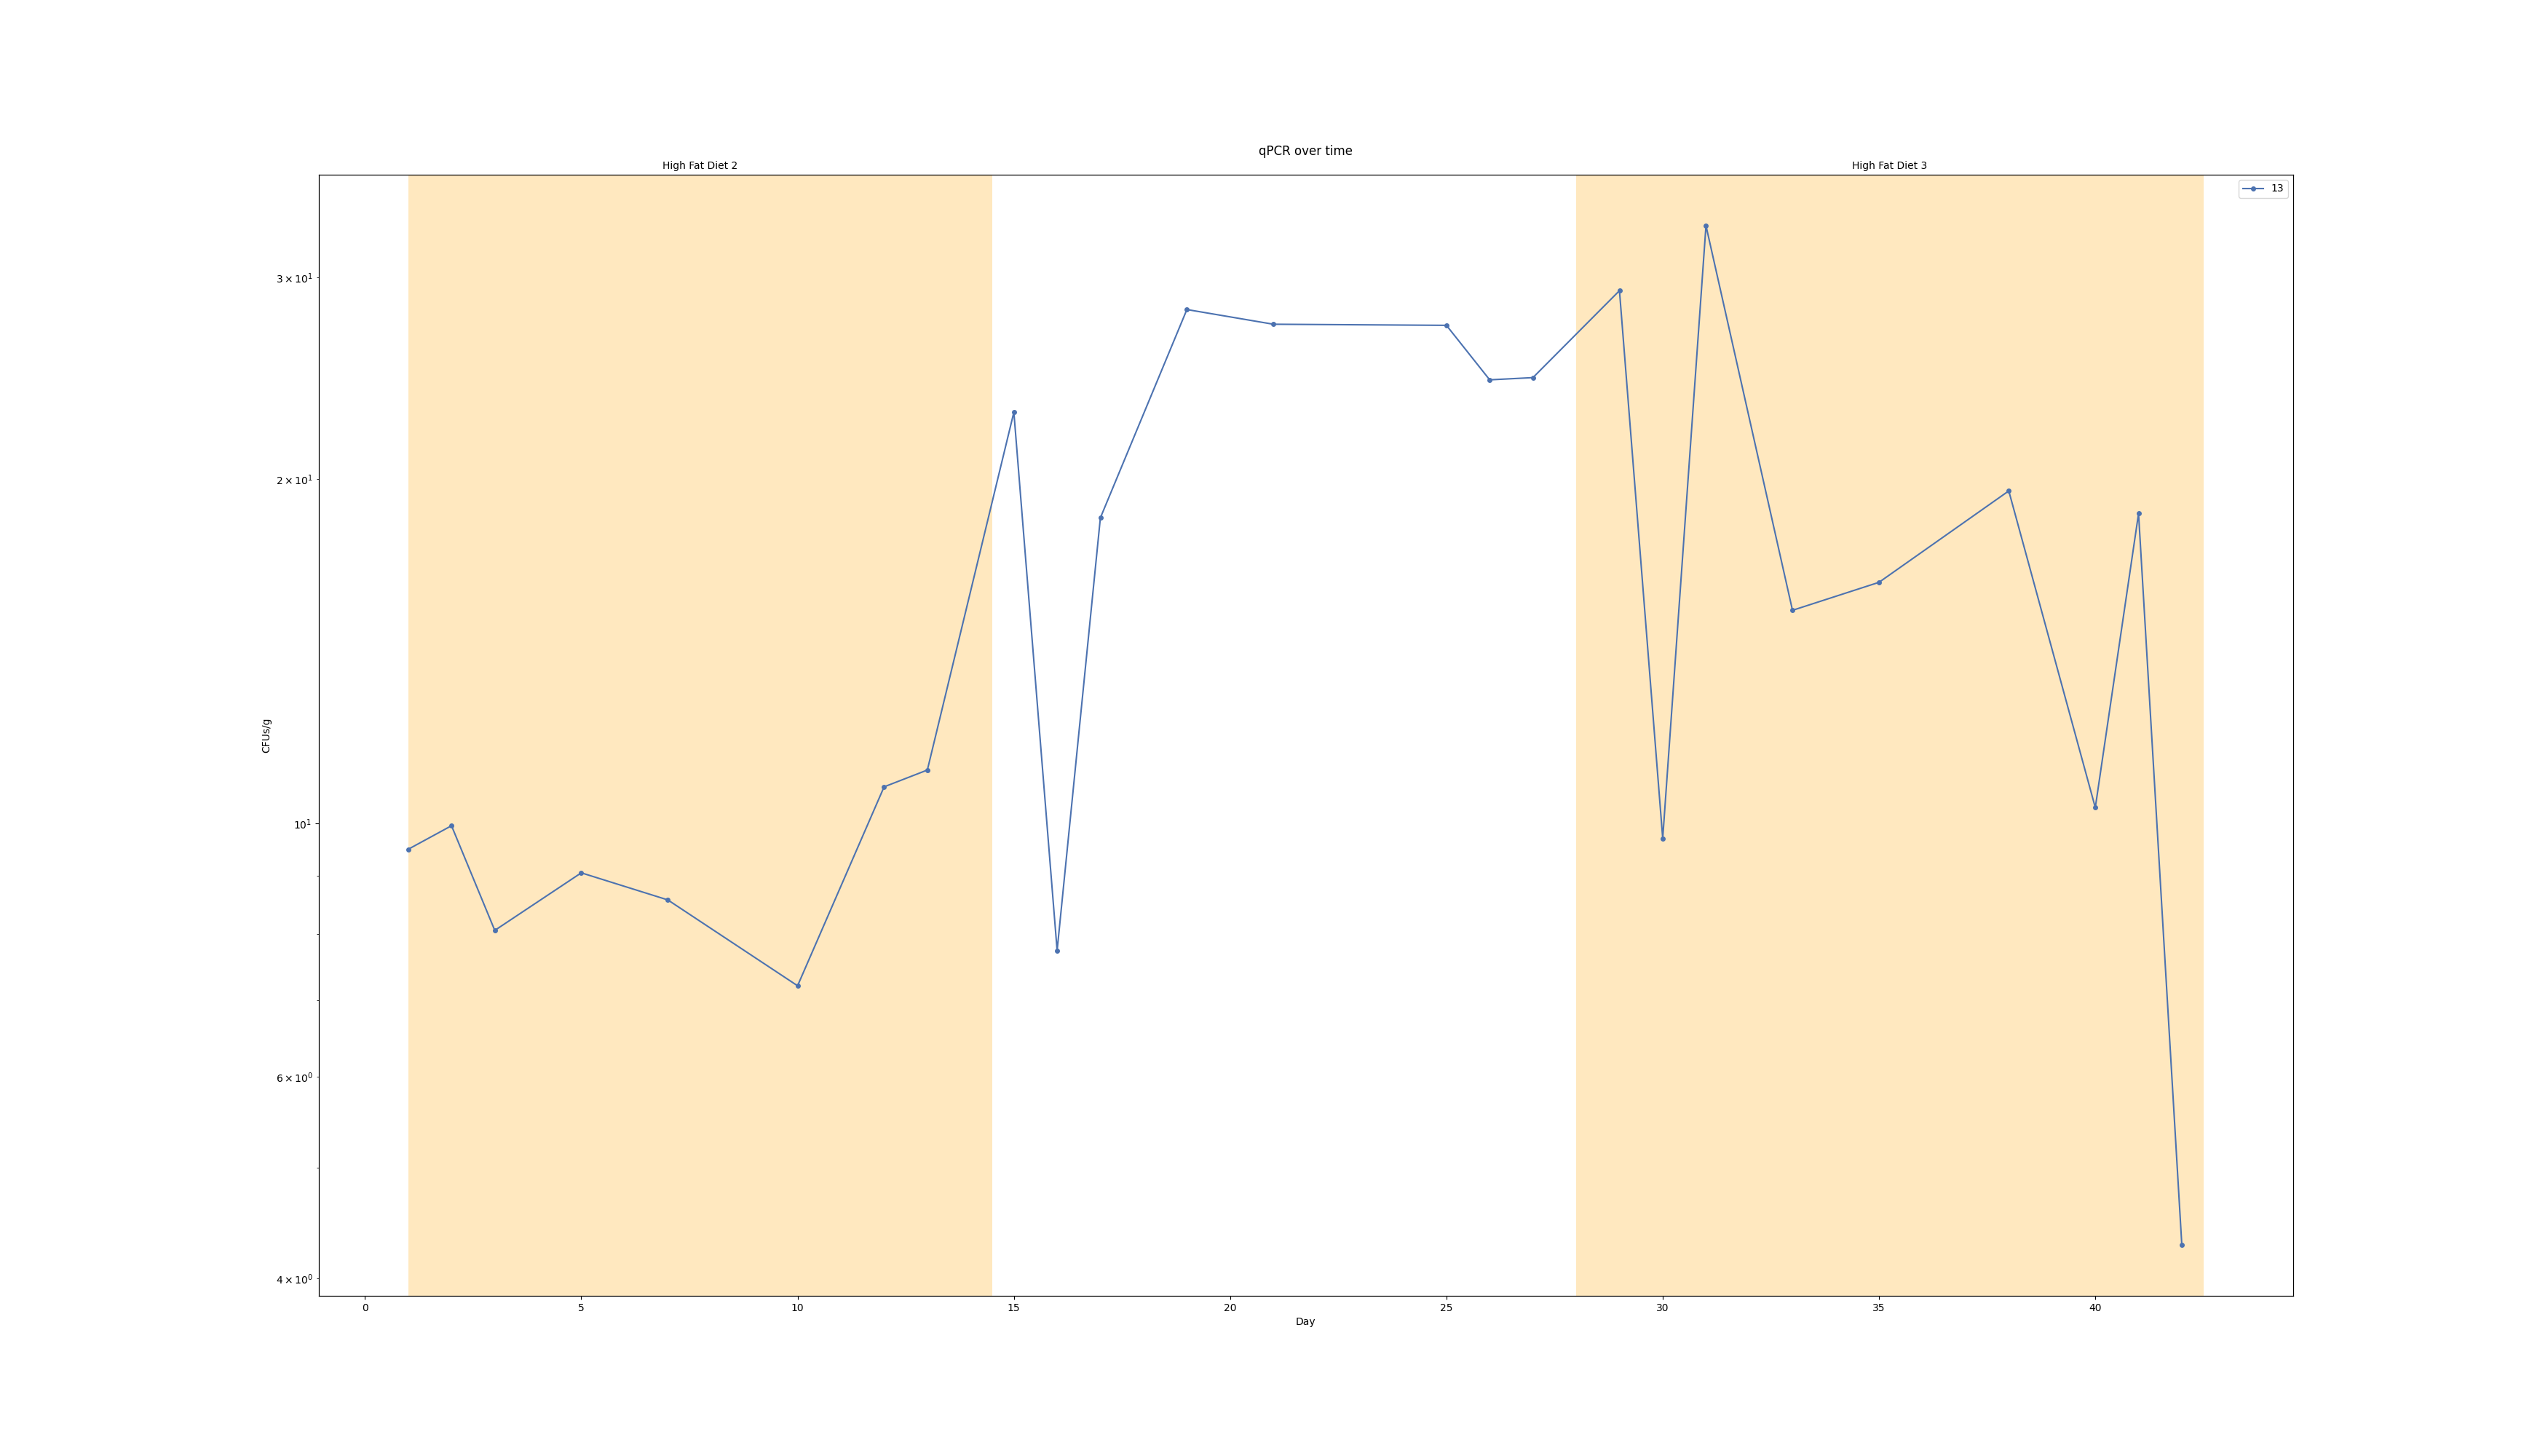 qPCR over time
High Fat Diet 2
High Fat Diet 3
13
3 × 10¹
2 × 10¹
10¹
6 × 10⁰
4 × 10⁰
CFUs/g
0 5 10 15 20 25 30 35 40
Day